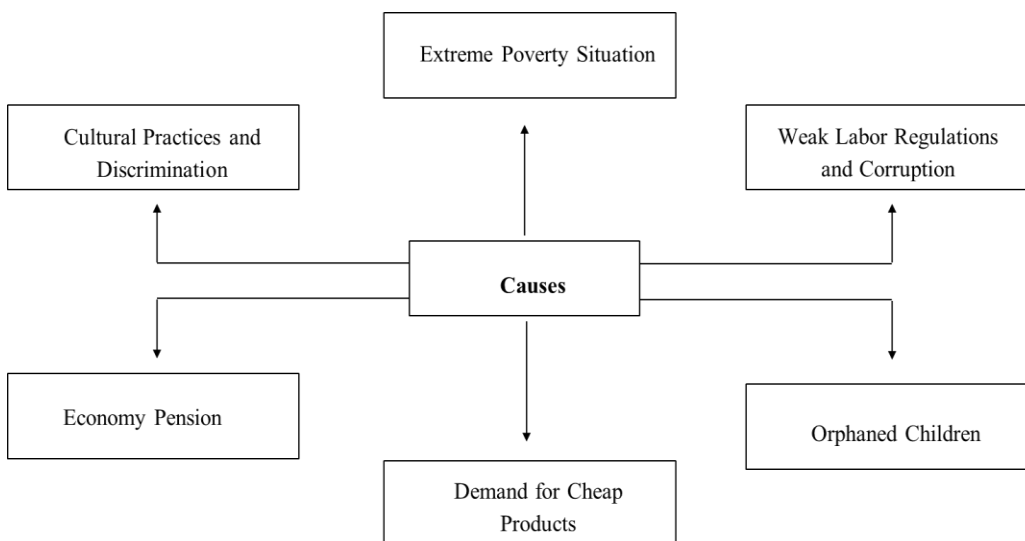 Extreme Poverty Situation
Cultural Practices and
Discrimination
Weak Labor Regulations
and Corruption
Causes
Economy Pension
Orphaned Children
Demand for Cheap
Products